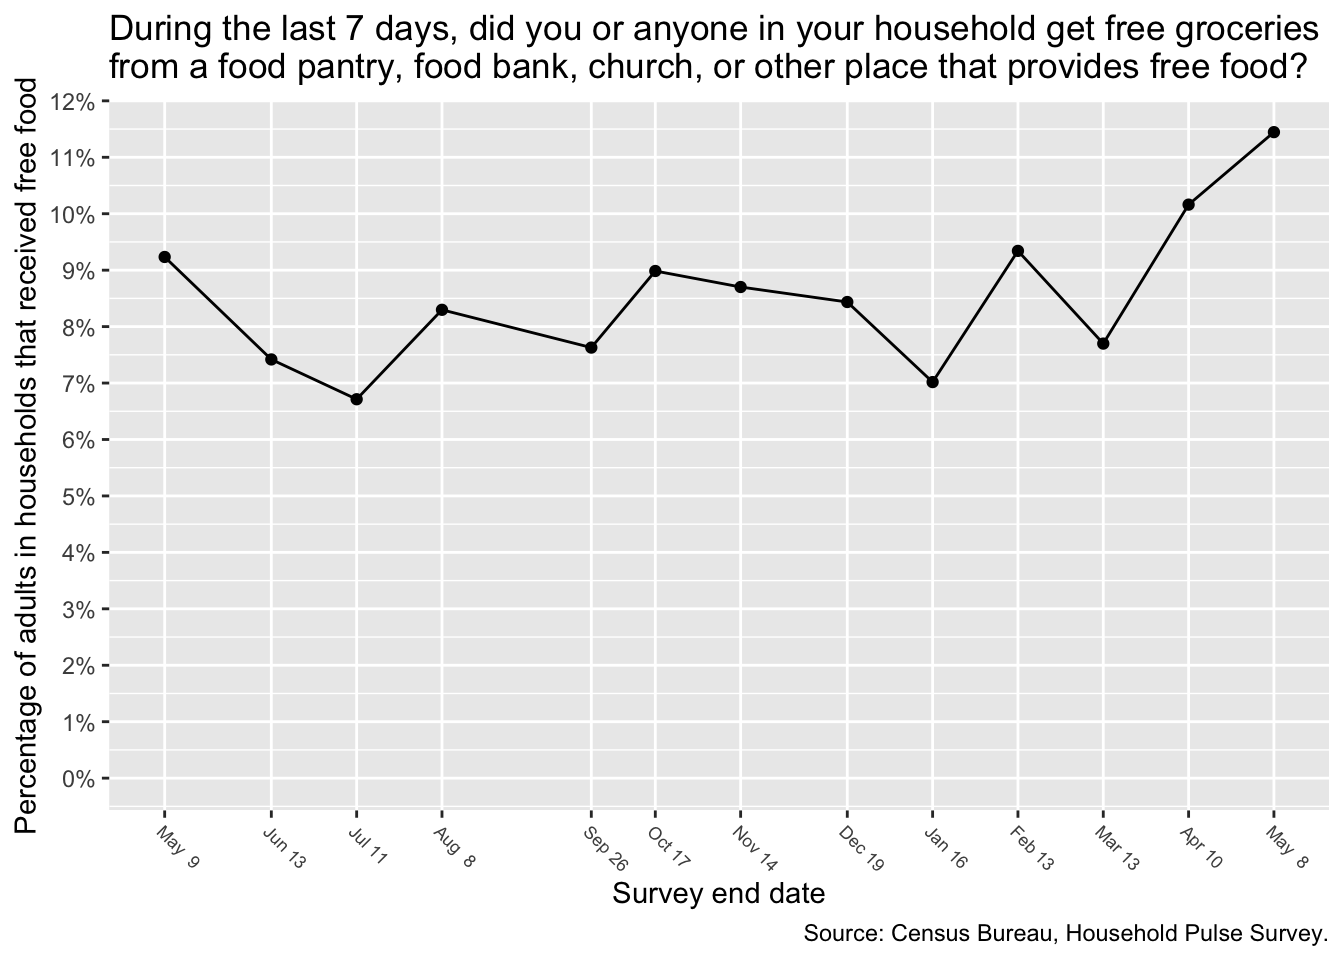 During the last 7 days, did you or anyone in your household get free groceries
from a food pantry, food bank, church, or other place that provides free food?
Percentage of adults in households that received free food
12%
11%
10%
9%
8%
7%
6%
5%
4%
3%
2%
1%
0%
May 9
Jun 13
Jul 11
Aug 8
Sep 26
Oct 17
Nov 14
Dec 19
Jan 16
Feb 13
Mar 13
Apr 10
May 8
Survey end date
Source: Census Bureau, Household Pulse Survey.